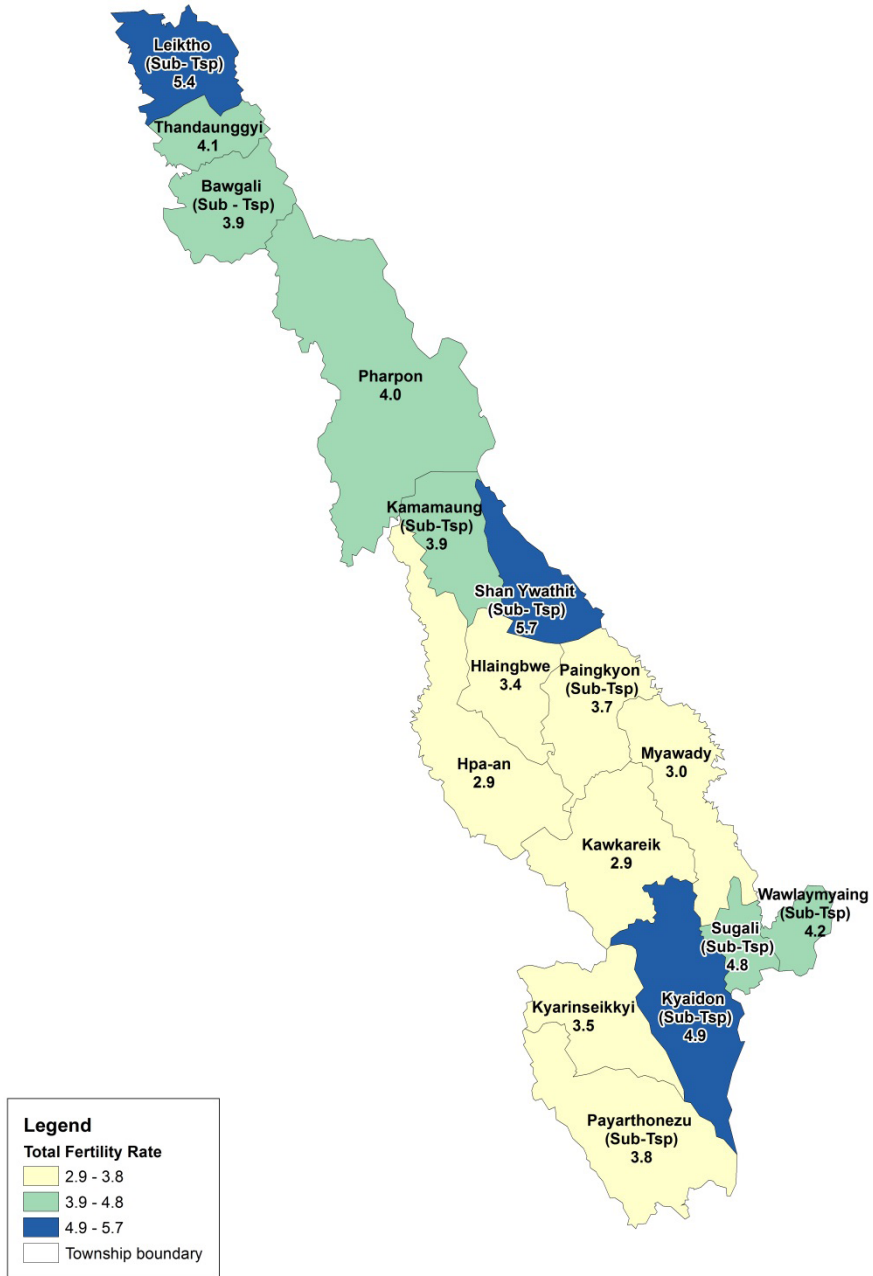 Leiktho
(Sub- Tsp)
5.4
Thandaunggyi
4.1
Bawgali
(Sub - Tsp)
3.9
Pharpon
4.0
Kamamaung
(Sub-Tsp)
3.9
Shan Ywathit
(Sub- Tsp)
5.7
Hlaingbwe
3.4
Paingkyon
(Sub-Tsp)
3.7
Myawady
3.0
Hpa-an
2.9
Kawkareik
2.9
Wawlaymyaing
(Sub-Tsp)
4.2
Sugali
(Sub-Tsp)
4.8
Kyaidon
(Sub-Tsp)
4.9
Kyarinseikkyi
3.5
Payarthonezu
(Sub-Tsp)
3.8
Legend
Total Fertility Rate
2.9 - 3.8
3.9 - 4.8
4.9 - 5.7
Township boundary